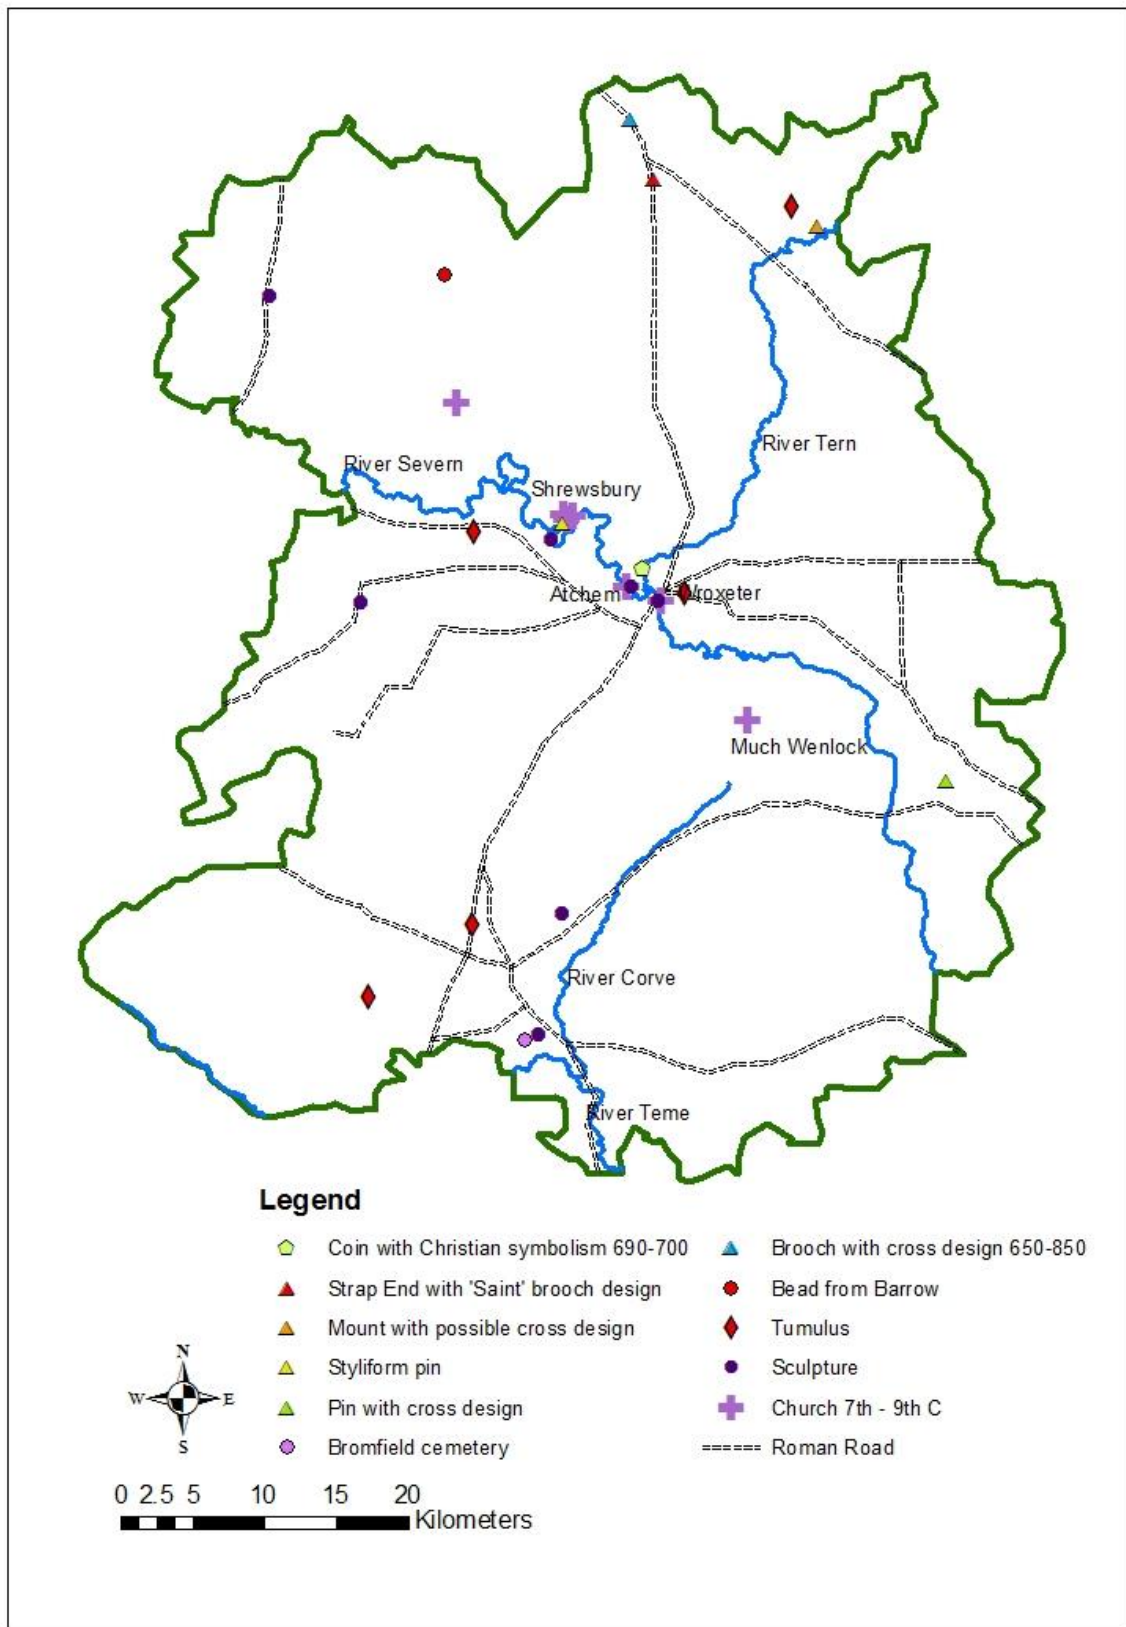 River Tern
River Severn
Shrewsbury
Atchem
Wroxeter
Much Wenlock
River Corve
River Teme
Legend
Coin with Christian symbolism 690-700
Brooch with cross design 650-850
Strap End with 'Saint' brooch design
Bead from Barrow
Mount with possible cross design
Tumulus
Styliform pin
Sculpture
Pin with cross design
Church 7th - 9th C
Bromfield cemetery
Roman Road
N
W E
S
0 2.5 5 10 15 20
Kilometers